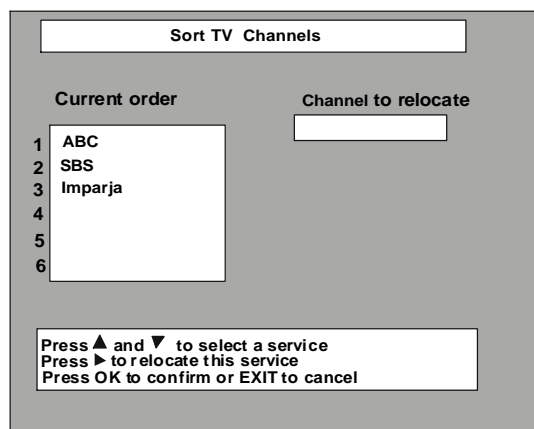 Sort TV Channels
Current order
1 ABC
2 SBS
3 Imparja
4
5
6
Channel to relocate
Press ▲ and ▼ to select a service
Press ► to relocate this service
Press OK to confirm or EXIT to cancel